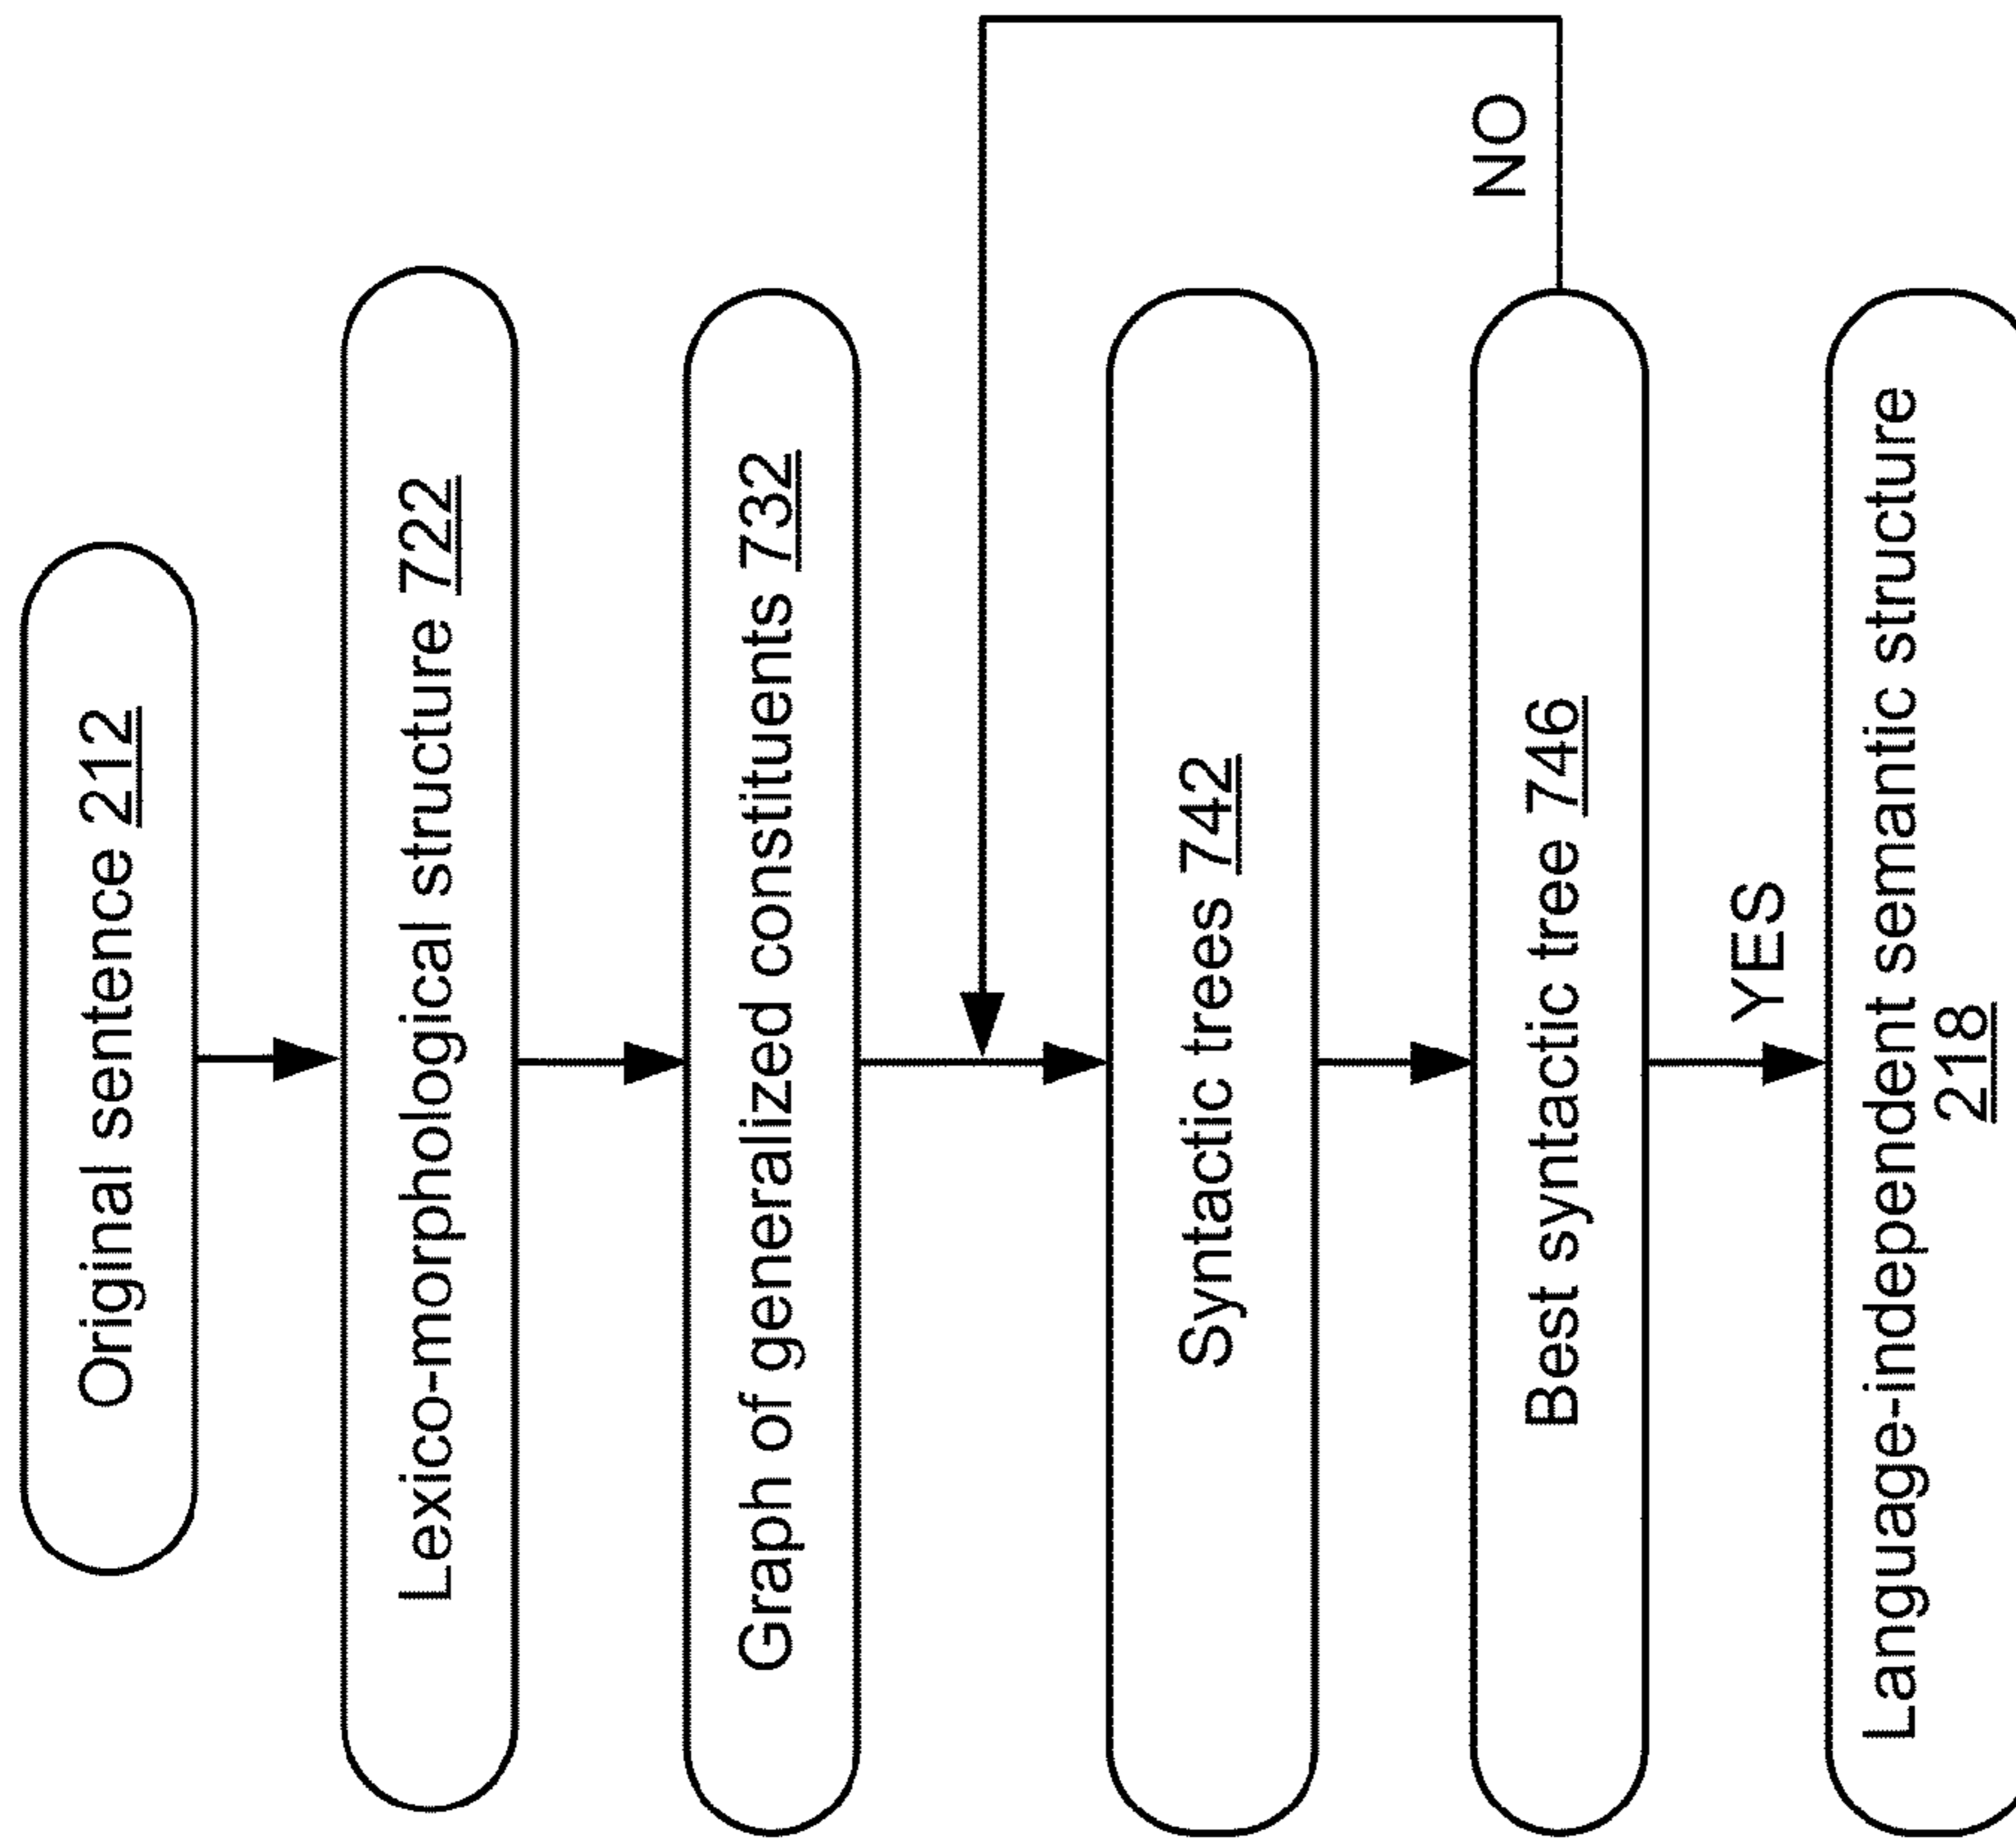 Original sentence 212
Lexico-morphological structure 722
Graph of generalized constituents 732
Syntactic trees 742
Best syntactic tree 746
NO
YES
Language-independent semantic structure
218